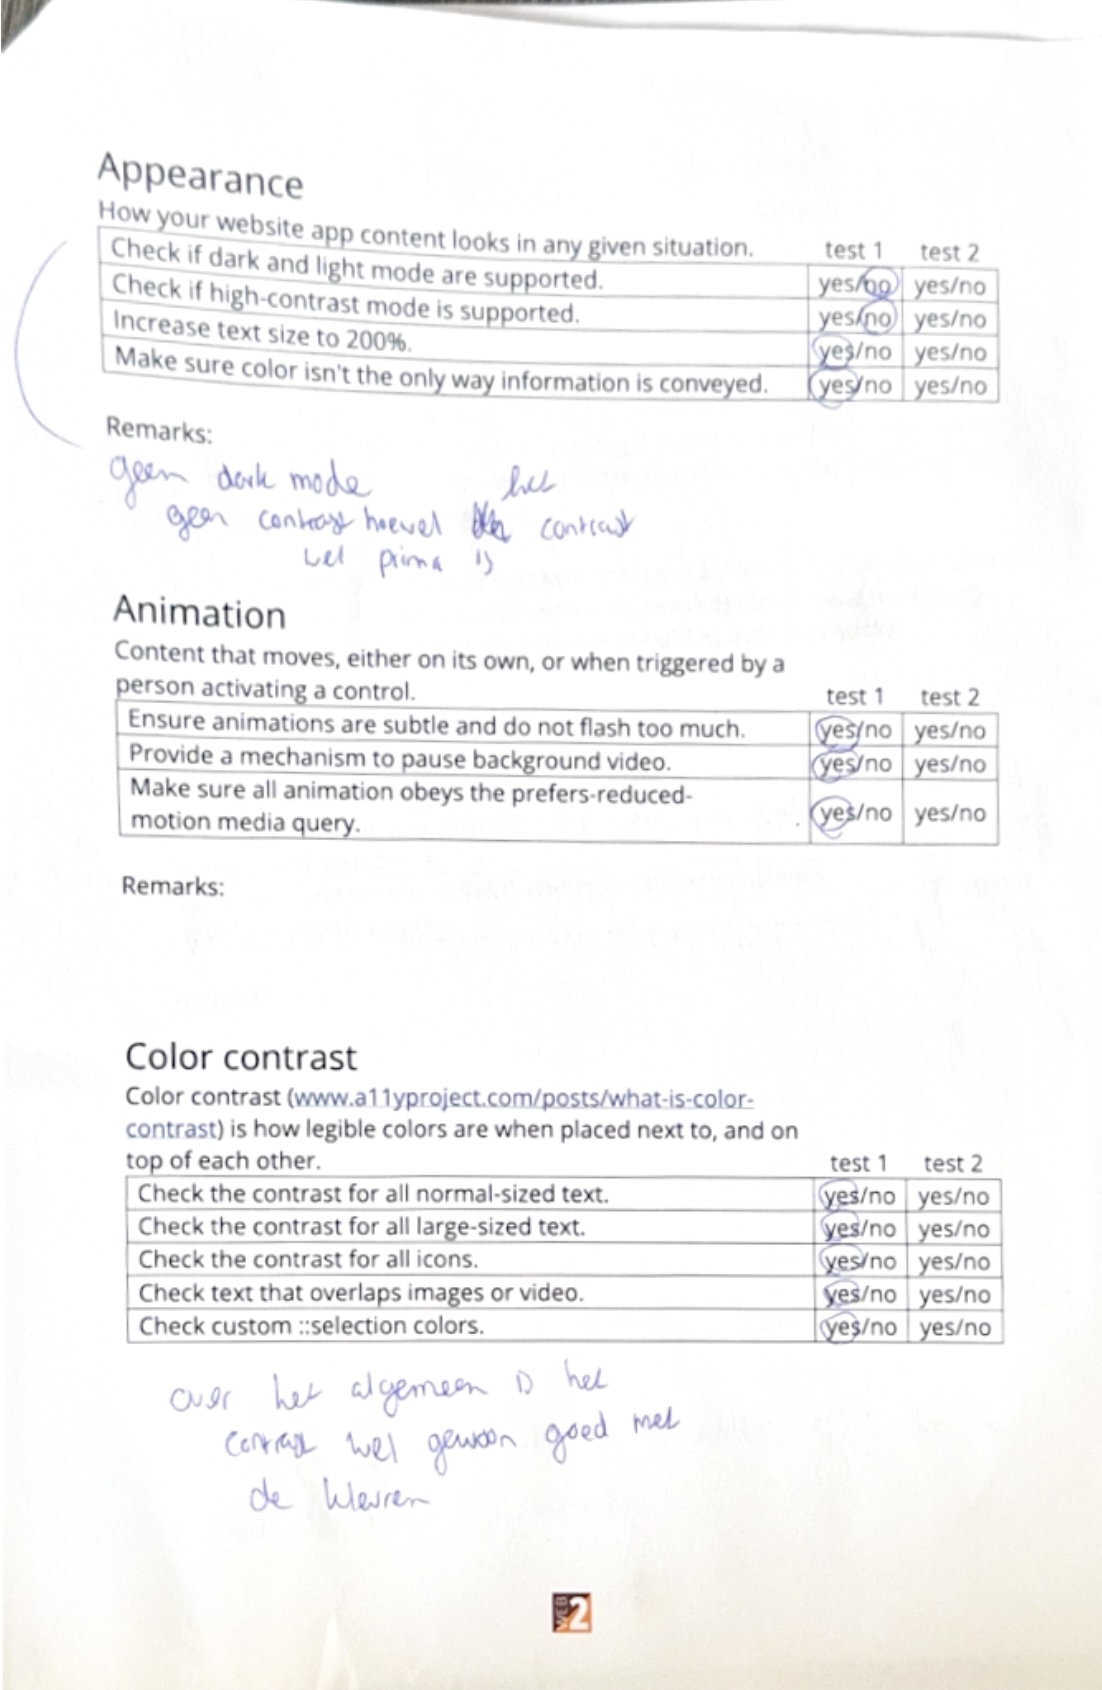 Appearance
How your website app content looks in any given situation. test 1 test 2
Check if dark and light mode are supported. yes/no yes/no
Check if high-contrast mode is supported. yes/no yes/no
Increase text size to 200%. yes/no yes/no
Make sure color isn't the only way information is conveyed. yes/no yes/no
Remarks:
geen dark mode het
geen contrast hoewel contrast
wel prima is
Animation
Content that moves, either on its own, or when triggered by a
person activating a control. test 1 test 2
Ensure animations are subtle and do not flash too much. yes/no yes/no
Provide a mechanism to pause background video. yes/no yes/no
Make sure all animation obeys the prefers-reduced-
motion media query. yes/no yes/no
Remarks:
Color contrast
Color contrast (www.a11yproject.com/posts/what-is-color-
contrast) is how legible colors are when placed next to, and on
top of each other. test 1 test 2
Check the contrast for all normal-sized text. yes/no yes/no
Check the contrast for all large-sized text. yes/no yes/no
Check the contrast for all icons. yes/no yes/no
Check text that overlaps images or video. yes/no yes/no
Check custom ::selection colors. yes/no yes/no
over het algemeen is het
contrast wel gewoon goed met
de kleuren
WEB 2